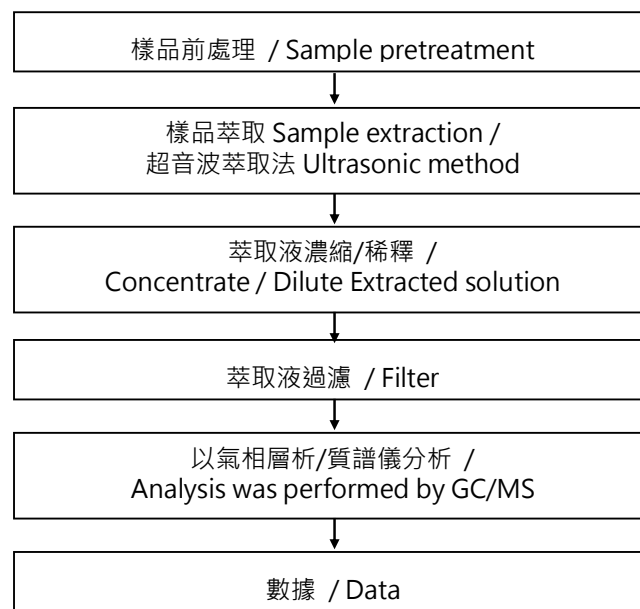 樣品前處理 / Sample pretreatment
樣品萃取 Sample extraction /
超音波萃取法 Ultrasonic method
萃取液濃縮/稀釋 /
Concentrate / Dilute Extracted solution
萃取液過濾 / Filter
以氣相層析/質譜儀分析 /
Analysis was performed by GC/MS
數據 / Data